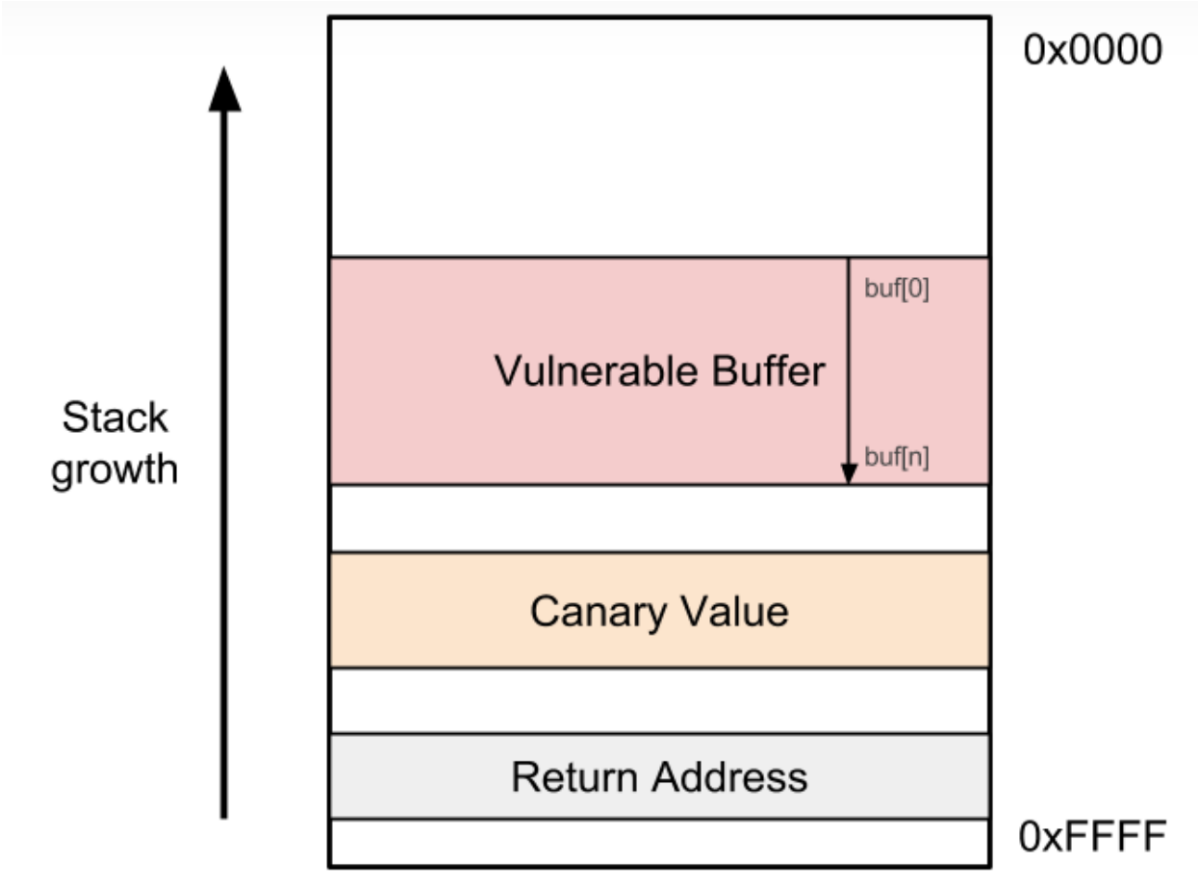 0x0000
buf[0]
Vulnerable Buffer
Stack
growth
buf[n]
Canary Value
Return Address
0xFFFF